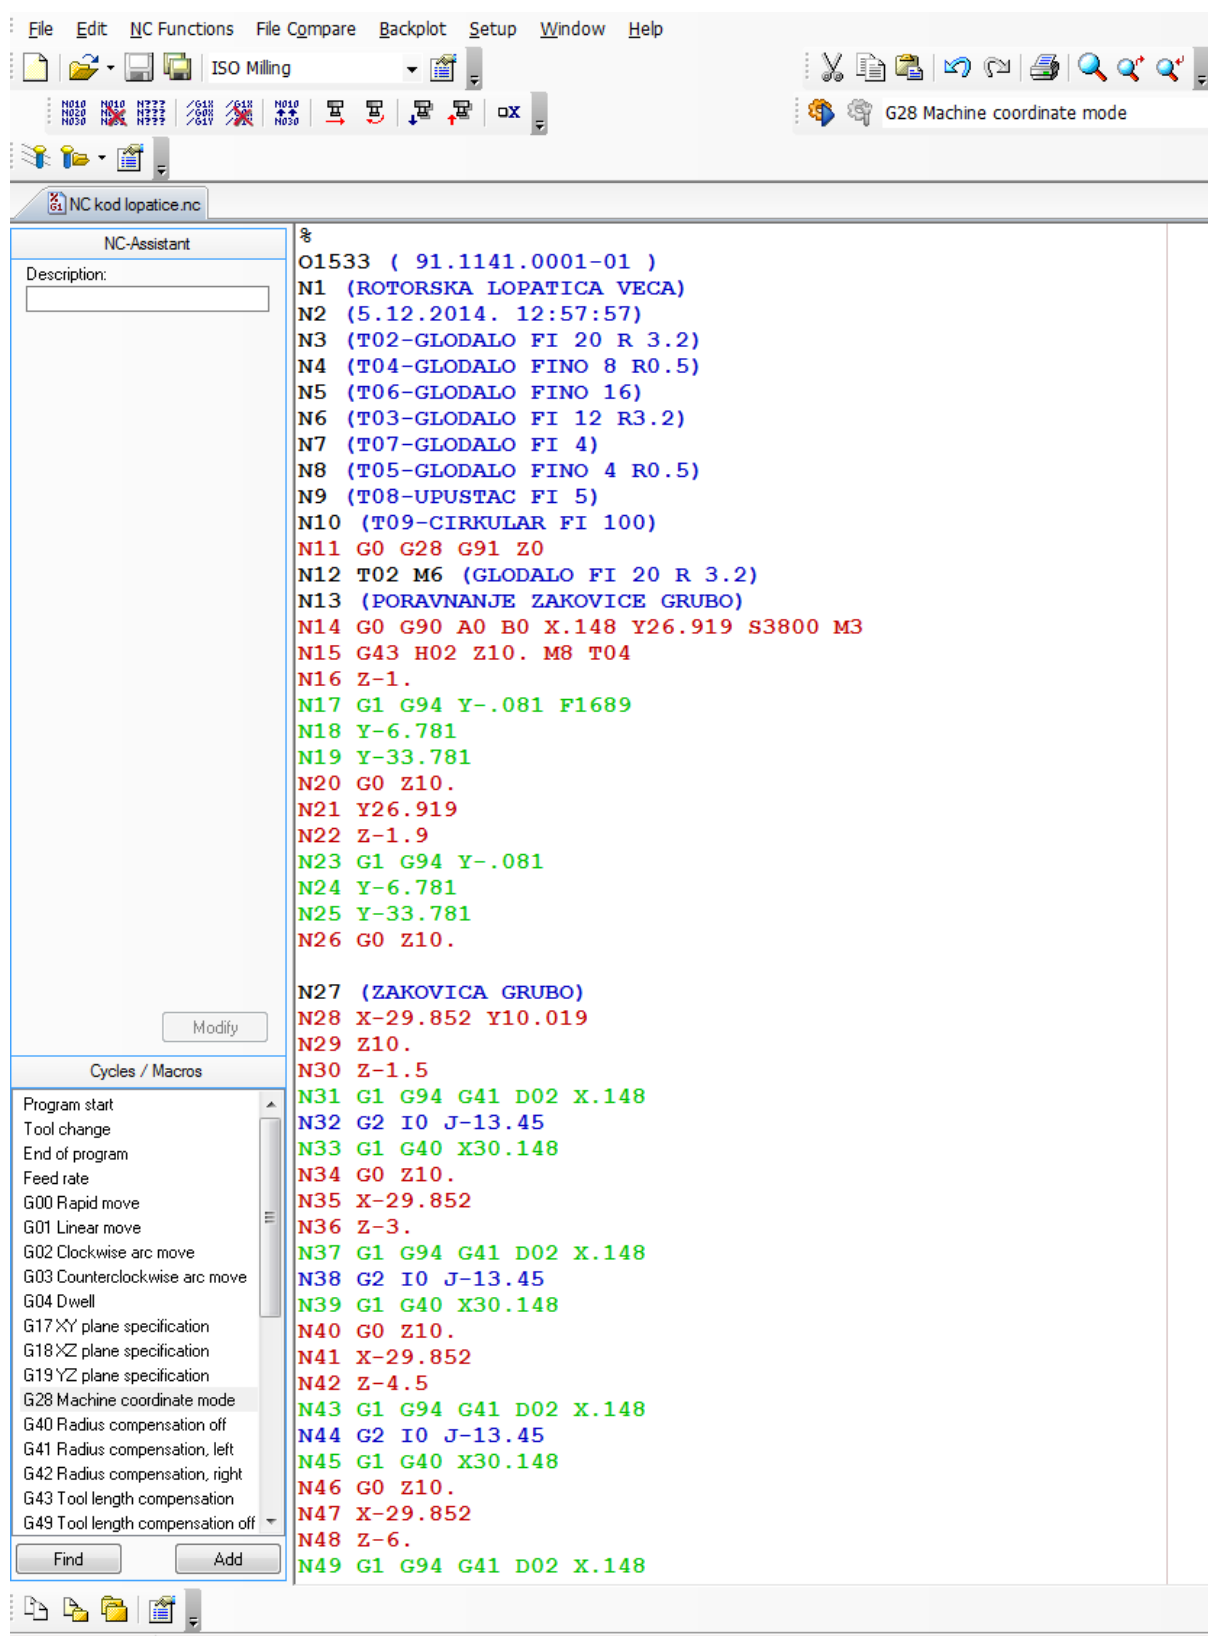 File Edit NC Functions File Compare Backplot Setup Window Help
ISO Milling
G28 Machine coordinate mode
NC kod lopatice.nc
NC-Assistant
Description:
Modify
Cycles / Macros
Program start
Tool change
End of program
Feed rate
G00 Rapid move
G01 Linear move
G02 Clockwise arc move
G03 Counterclockwise arc move
G04 Dwell
G17 XY plane specification
G18 XZ plane specification
G19 YZ plane specification
G28 Machine coordinate mode
G40 Radius compensation off
G41 Radius compensation, left
G42 Radius compensation, right
G43 Tool length compensation
G49 Tool length compensation off
Find Add
%
O1533 ( 91.1141.0001-01 )
N1 (ROTORSKA LOPATICA VECA)
N2 (5.12.2014. 12:57:57)
N3 (T02-GLODALO FI 20 R 3.2)
N4 (T04-GLODALO FINO 8 R0.5)
N5 (T06-GLODALO FINO 16)
N6 (T03-GLODALO FI 12 R3.2)
N7 (T07-GLODALO FI 4)
N8 (T05-GLODALO FINO 4 R0.5)
N9 (T08-UPUSTAC FI 5)
N10 (T09-CIRKULAR FI 100)
N11 G0 G28 G91 Z0
N12 T02 M6 (GLODALO FI 20 R 3.2)
N13 (PORAVNANJE ZAKOVICE GRUBO)
N14 G0 G90 A0 B0 X.148 Y26.919 S3800 M3
N15 G43 H02 Z10. M8 T04
N16 Z-1.
N17 G1 G94 Y-.081 F1689
N18 Y-6.781
N19 Y-33.781
N20 G0 Z10.
N21 Y26.919
N22 Z-1.9
N23 G1 G94 Y-.081
N24 Y-6.781
N25 Y-33.781
N26 G0 Z10.
N27 (ZAKOVICA GRUBO)
N28 X-29.852 Y10.019
N29 Z10.
N30 Z-1.5
N31 G1 G94 G41 D02 X.148
N32 G2 I0 J-13.45
N33 G1 G40 X30.148
N34 G0 Z10.
N35 X-29.852
N36 Z-3.
N37 G1 G94 G41 D02 X.148
N38 G2 I0 J-13.45
N39 G1 G40 X30.148
N40 G0 Z10.
N41 X-29.852
N42 Z-4.5
N43 G1 G94 G41 D02 X.148
N44 G2 I0 J-13.45
N45 G1 G40 X30.148
N46 G0 Z10.
N47 X-29.852
N48 Z-6.
N49 G1 G94 G41 D02 X.148